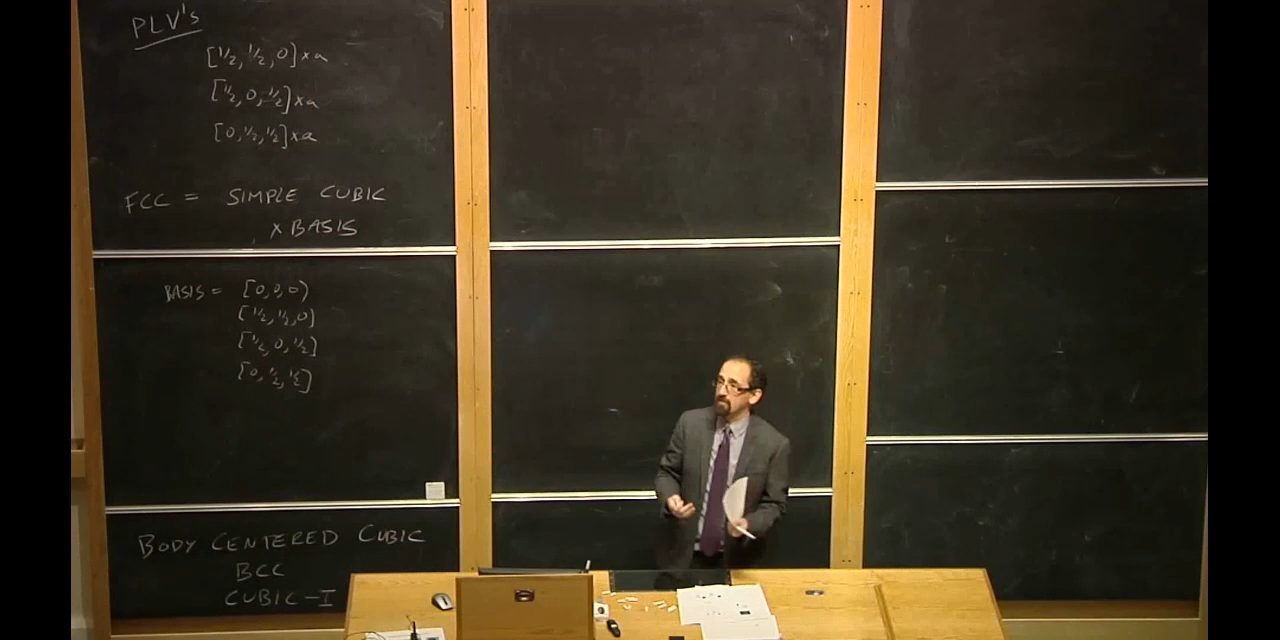 PLV's
[1/2, 1/2, 0] x a
[1/2, 0, 1/2] x a
[0, 1/2, 1/2] x a
FCC = SIMPLE CUBIC
x BASIS
BASIS = [0,0,0)
[1/2, 1/2, 0]
[1/2, 0, 1/2]
[0, 1/2, 1/2]
BODY CENTERED CUBIC
BCC
CUBIC-I